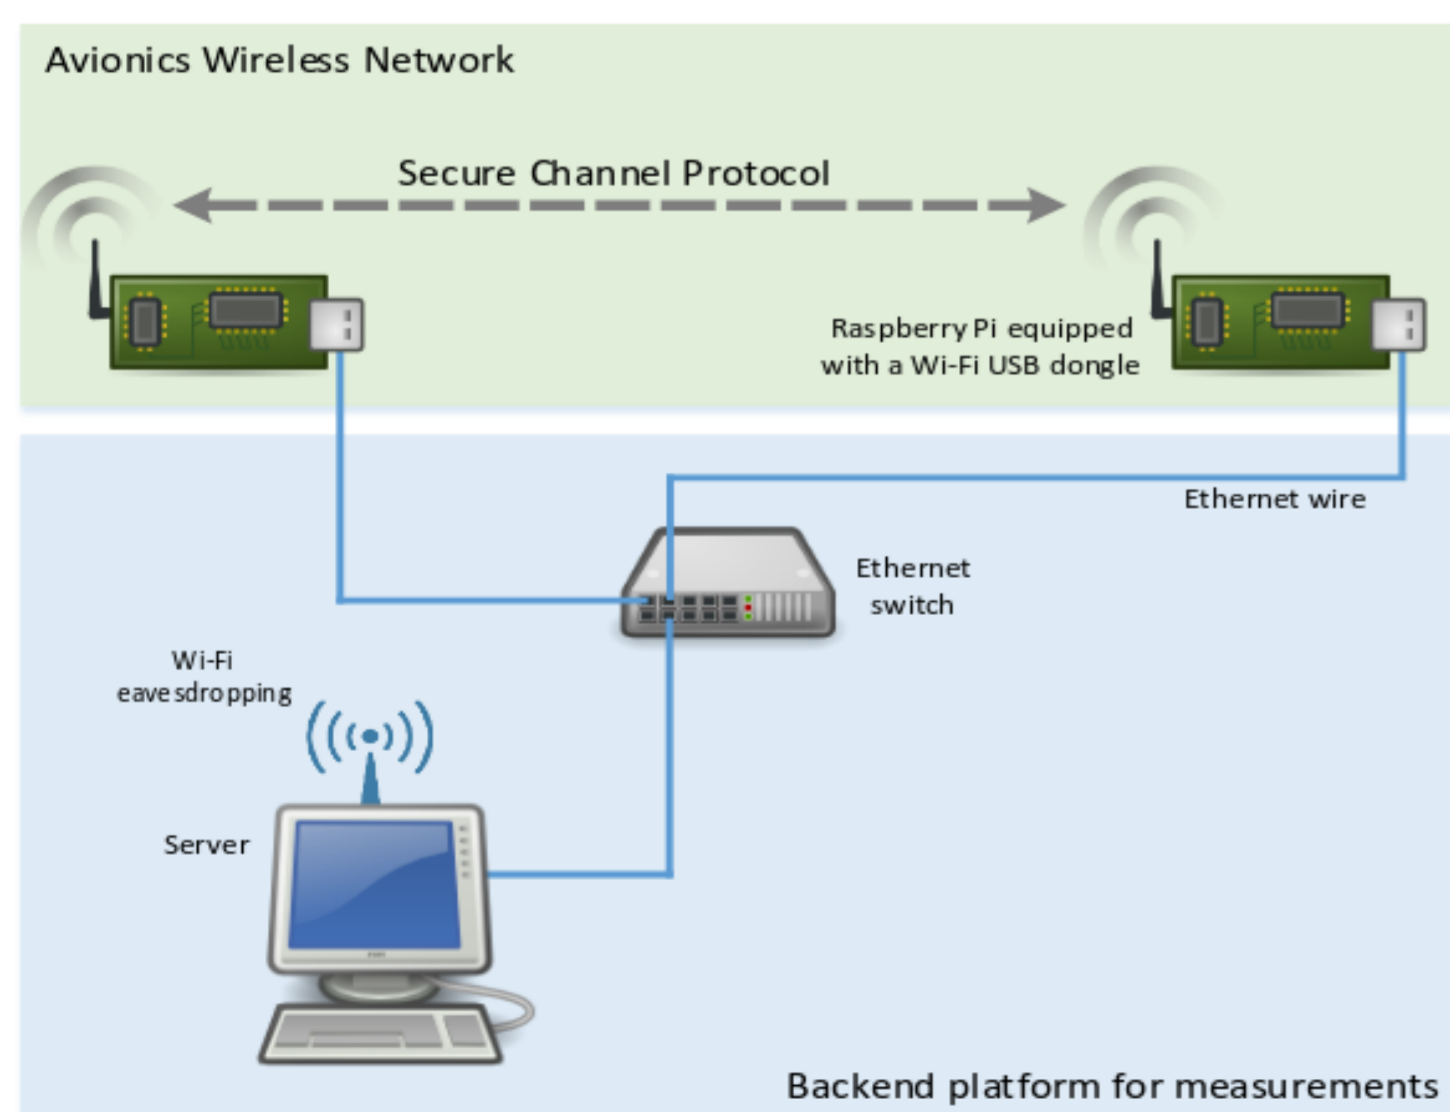 Avionics Wireless Network
Secure Channel Protocol
Raspberry Pi equipped
with a Wi-Fi USB dongle
Ethernet wire
Ethernet
switch
Wi-Fi
eavesdropping
Server
Backend platform for measurements